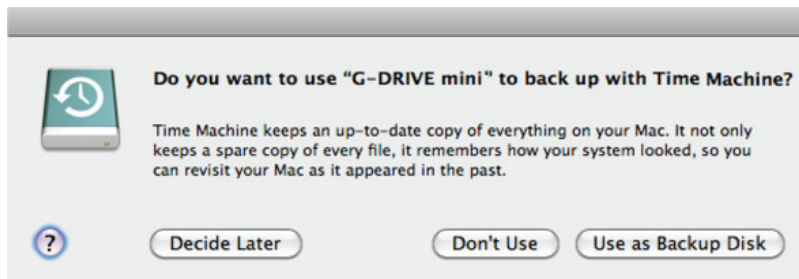 Do you want to use “G-DRIVE mini” to back up with Time Machine?
Time Machine keeps an up-to-date copy of everything on your Mac. It not only
keeps a spare copy of every file, it remembers how your system looked, so you
can revisit your Mac as it appeared in the past.
? Decide Later Don't Use Use as Backup Disk